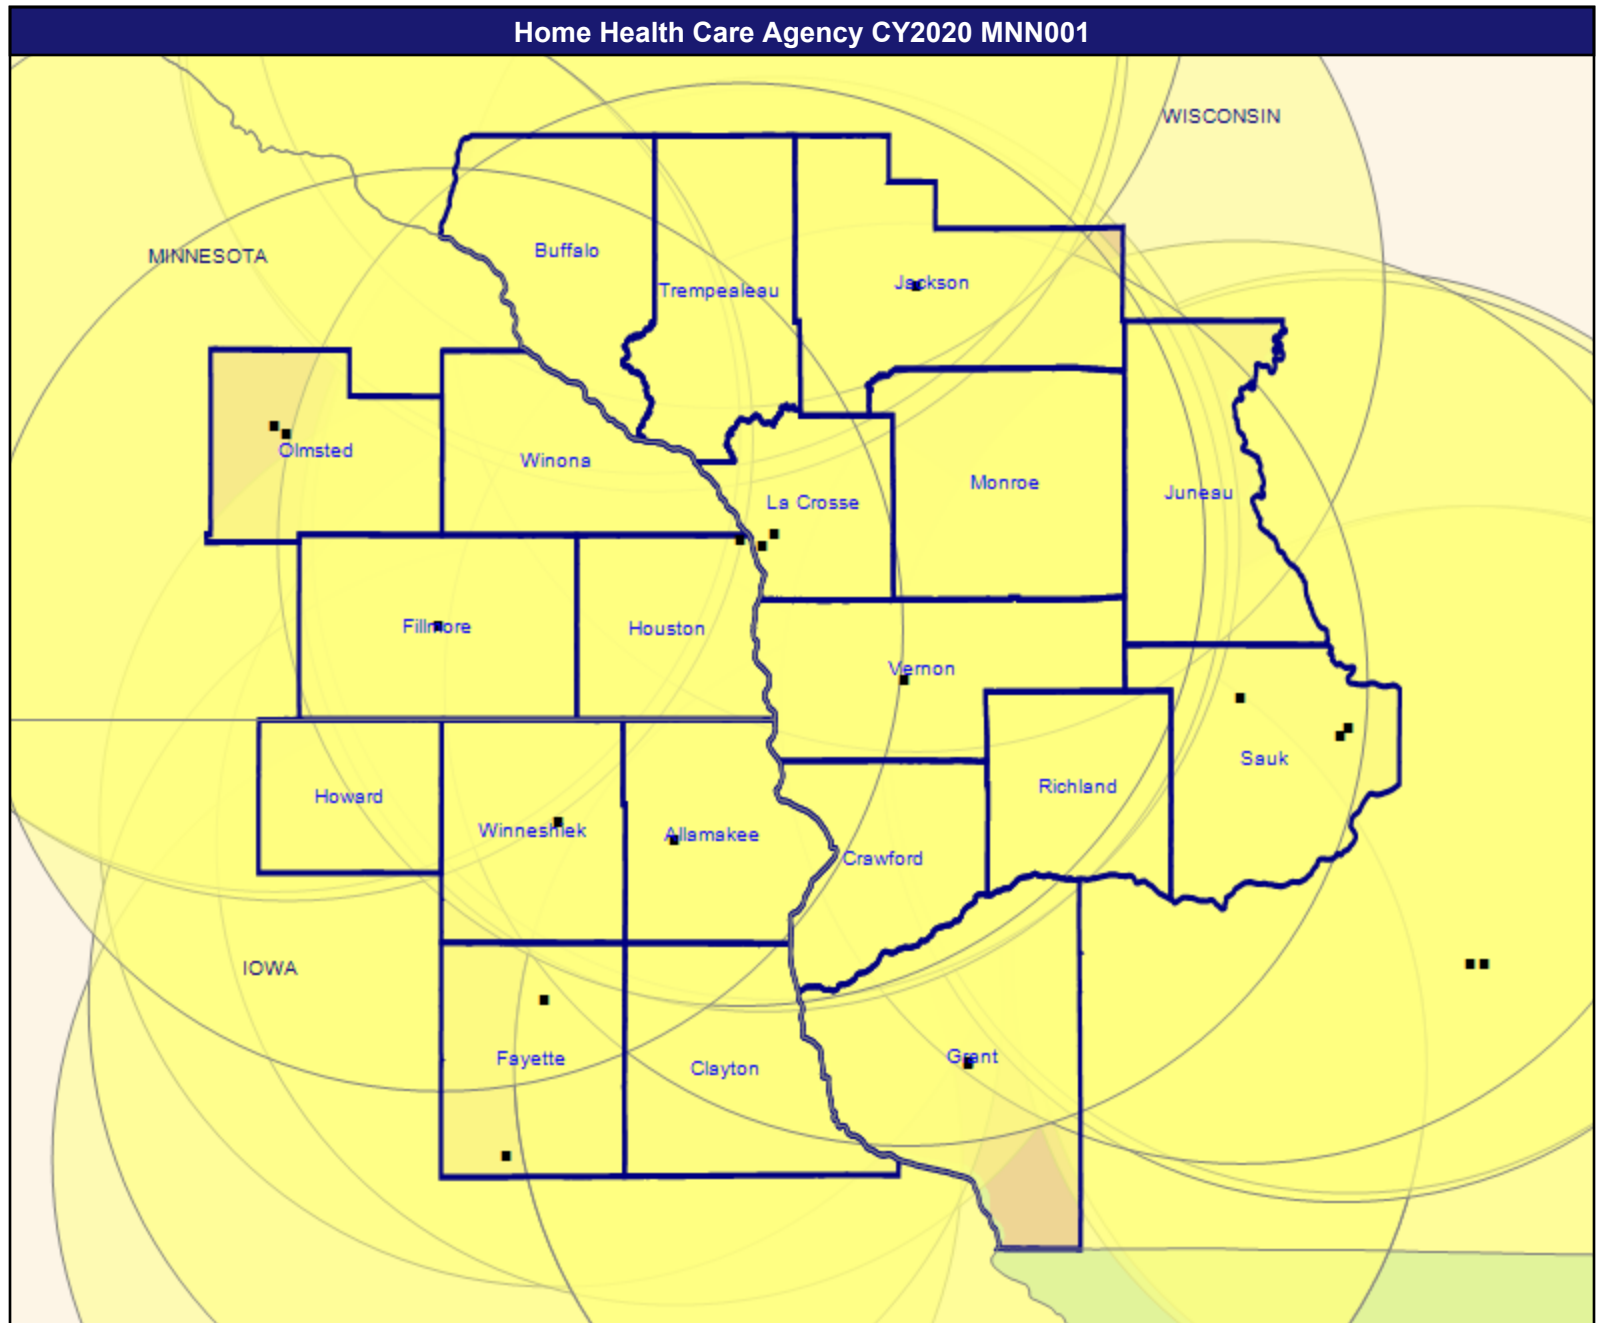 Home Health Care Agency CY2020 MNN001
WISCONSIN
MINNESOTA
Buffalo
Trempealeau
Jackson
Olmsted
Winona
La Crosse
Monroe
Juneau
Fillmore
Houston
Vernon
Sauk
Richland
Howard
Winneshiek
Allamakee
Crawford
IOWA
Fayette
Clayton
Grant